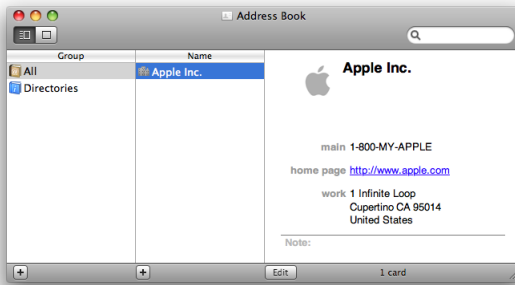 Address Book
Group
Name
All
Directories
Apple Inc.
Apple Inc.
main 1-800-MY-APPLE
home page http://www.apple.com
work 1 Infinite Loop
Cupertino CA 95014
United States
Note:
Edit
1 card